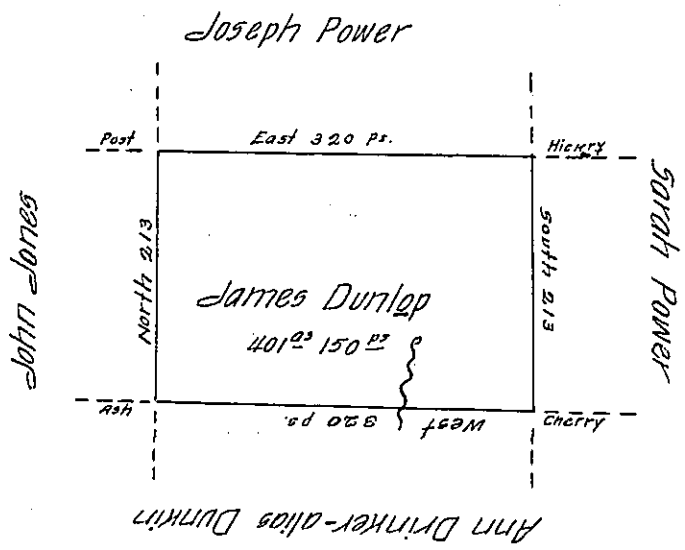 Joseph Power
Post
East 320 ps.
Hickry
John Jones
North 213
South 213
Sarah Power
James Dunlop
401 as 150 ps
Ash
West 320 ps.
Cherry
Ann Drinker-alias Dunkin